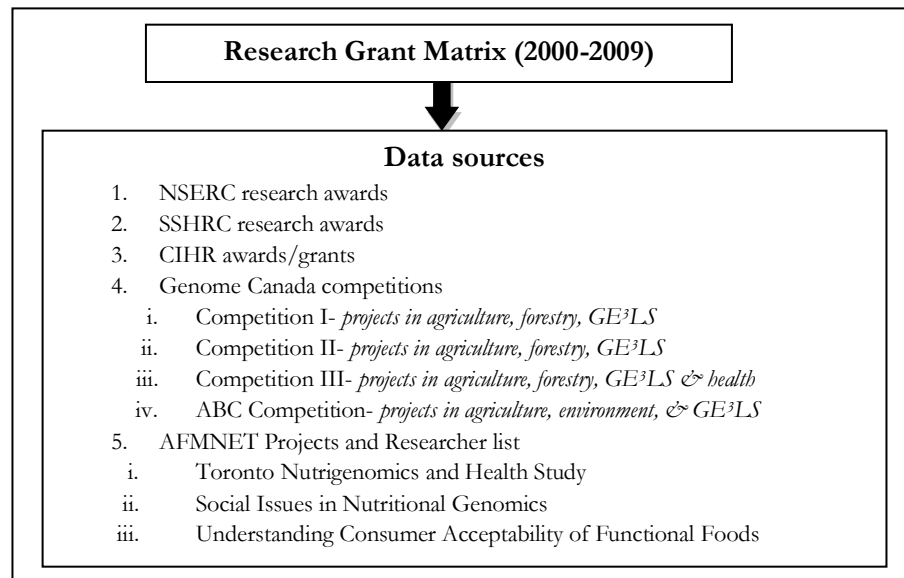 Research Grant Matrix (2000-2009)
Data sources
1. NSERC research awards
2. SSHRC research awards
3. CIHR awards/grants
4. Genome Canada competitions
i. Competition I- projects in agriculture, forestry, GE³LS
ii. Competition II- projects in agriculture, forestry, GE³LS
iii. Competition III- projects in agriculture, forestry, GE³LS & health
iv. ABC Competition- projects in agriculture, environment, & GE³LS
5. AFMNET Projects and Researcher list
i. Toronto Nutrigenomics and Health Study
ii. Social Issues in Nutritional Genomics
iii. Understanding Consumer Acceptability of Functional Foods